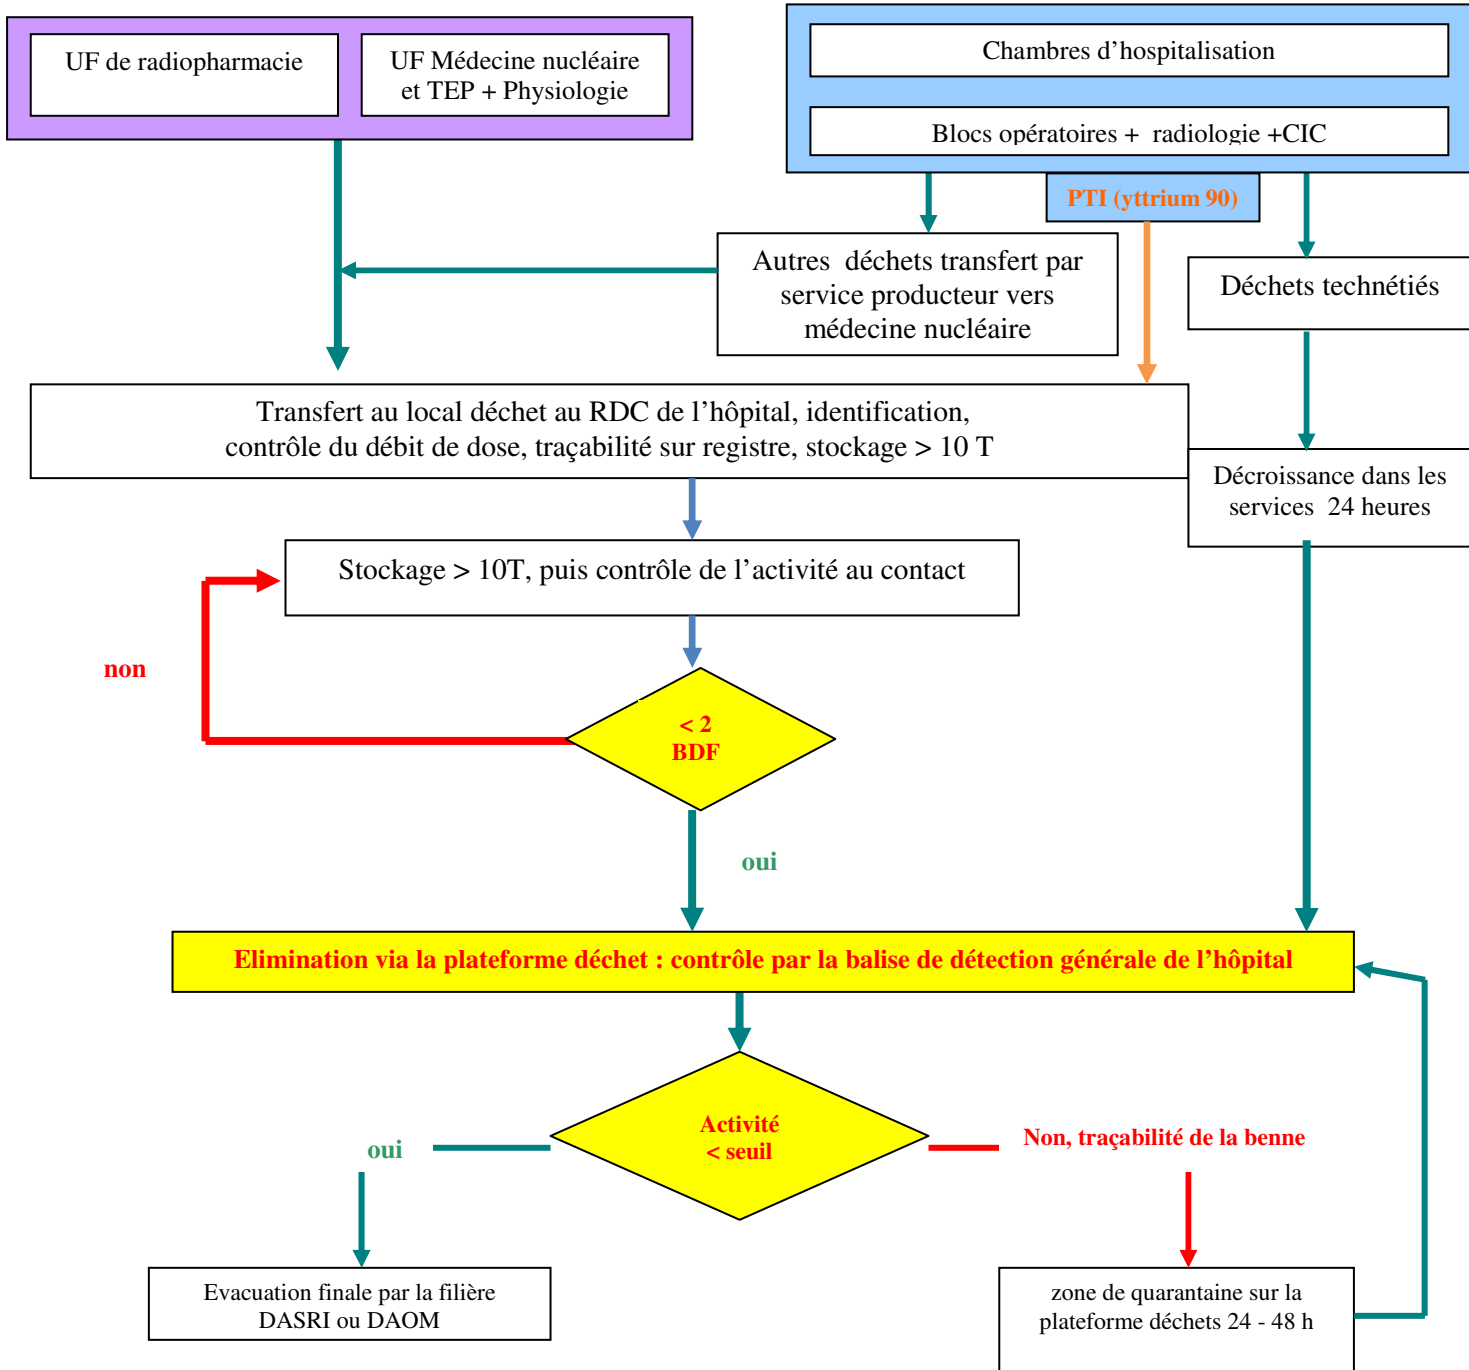 UF de radiopharmacie
UF Médecine nucléaire
et TEP + Physiologie
Chambres d’hospitalisation
Blocs opératoires + radiologie +CIC
PTI (yttrium 90)
Autres déchets transfert par
service producteur vers
médecine nucléaire
Déchets technétiés
Transfert au local déchet au RDC de l’hôpital, identification,
contrôle du débit de dose, traçabilité sur registre, stockage > 10 T
Décroissance dans les
services 24 heures
Stockage > 10T, puis contrôle de l’activité au contact
non
< 2
BDF
oui
Elimination via la plateforme déchet : contrôle par la balise de détection générale de l’hôpital
Activité
< seuil
oui
Non, traçabilité de la benne
Evacuation finale par la filière
DASRI ou DAOM
zone de quarantaine sur la
plateforme déchets 24 - 48 h